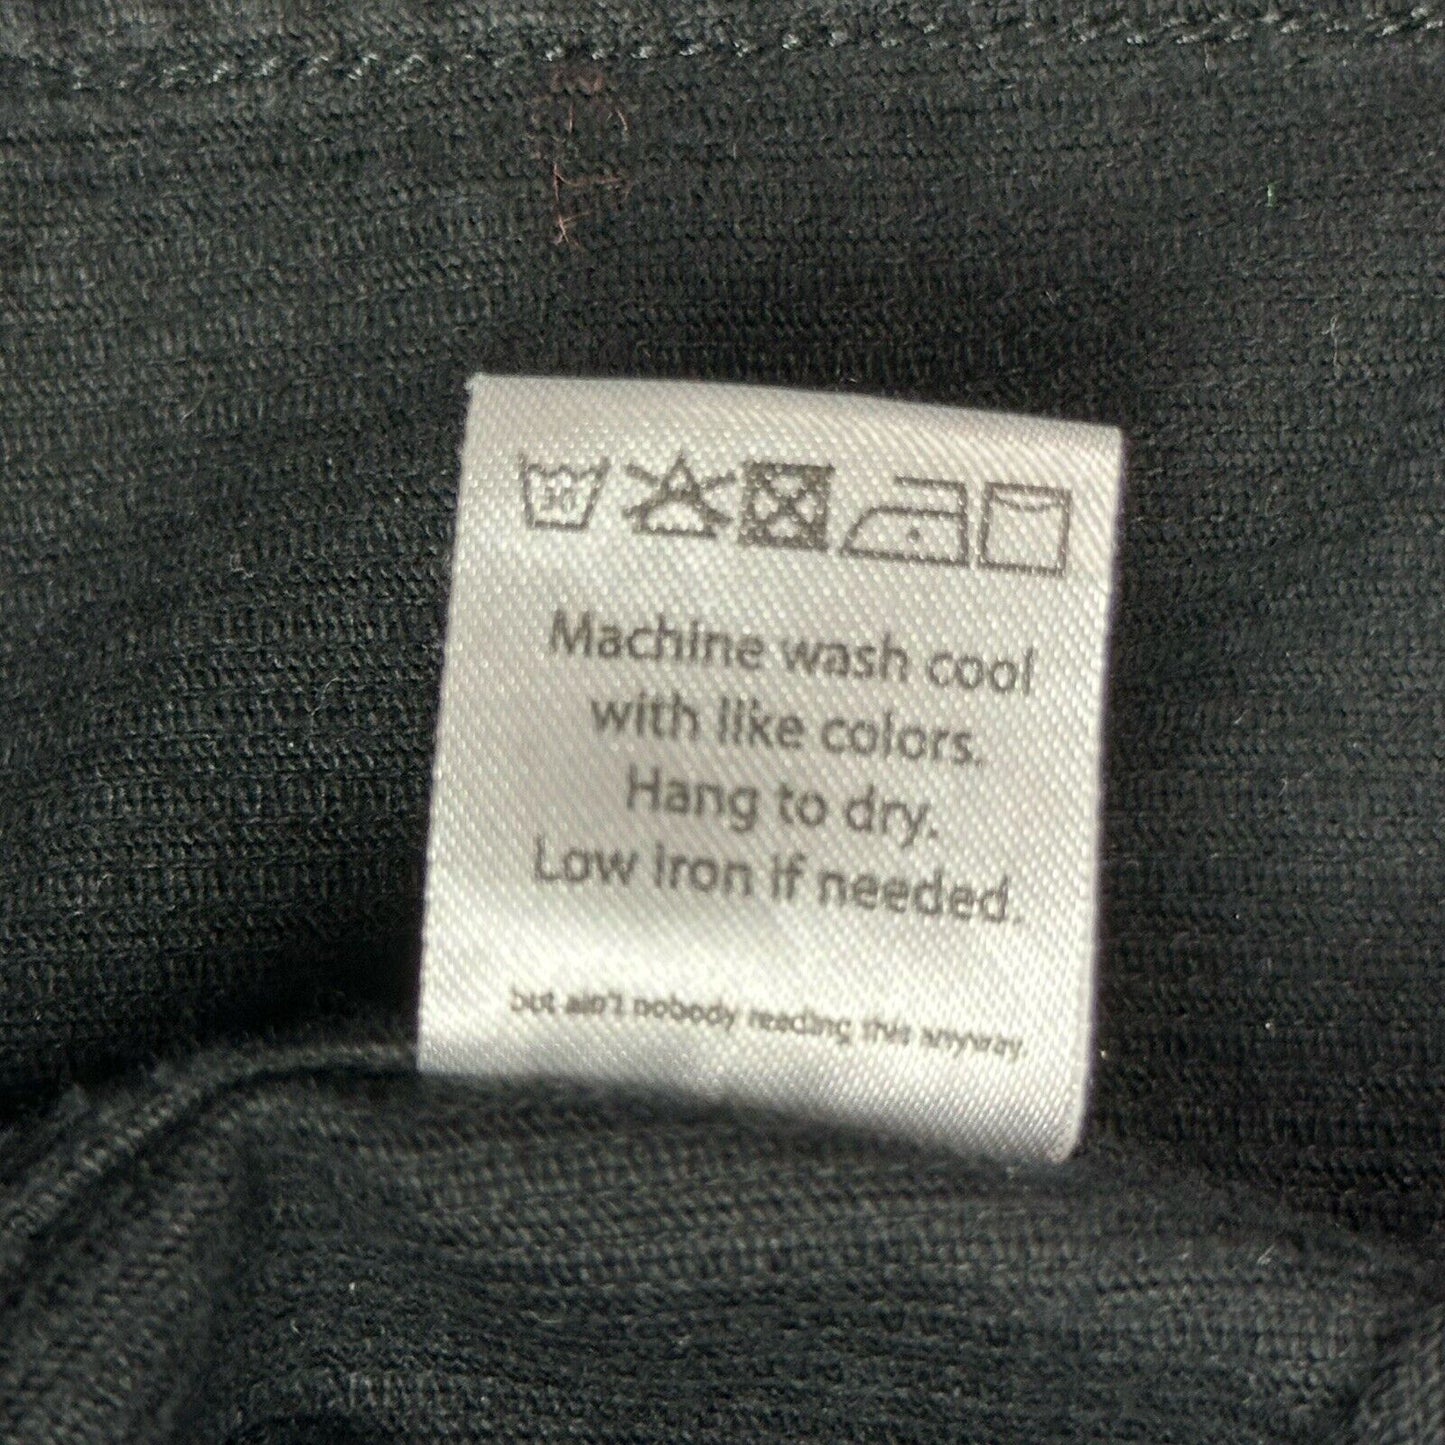 30
Machine wash cool
with like colors.
Hang to dry.
Low iron if needed.
but ain't nobody reading this anyway.